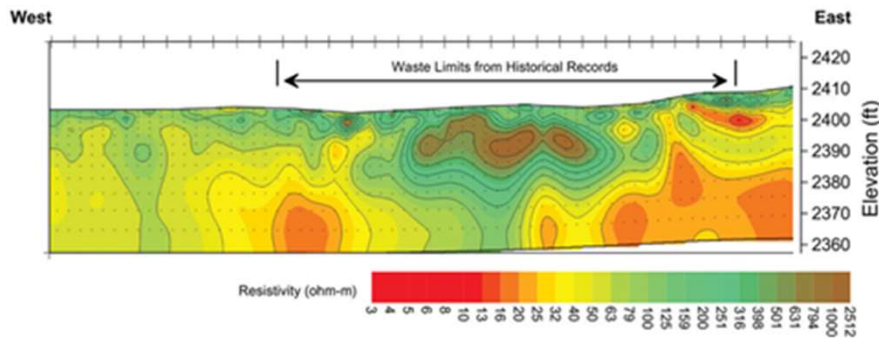 West
East
Waste Limits from Historical Records
2420
2410
2400
2390
2380
2370
2360
Elevation (ft)
Resistivity (ohm-m)
3 4 5 6 8 10 13 16 20 25 32 40 50 63 79 100 125 159 200 251 316 398 501 631 794 1000 2512